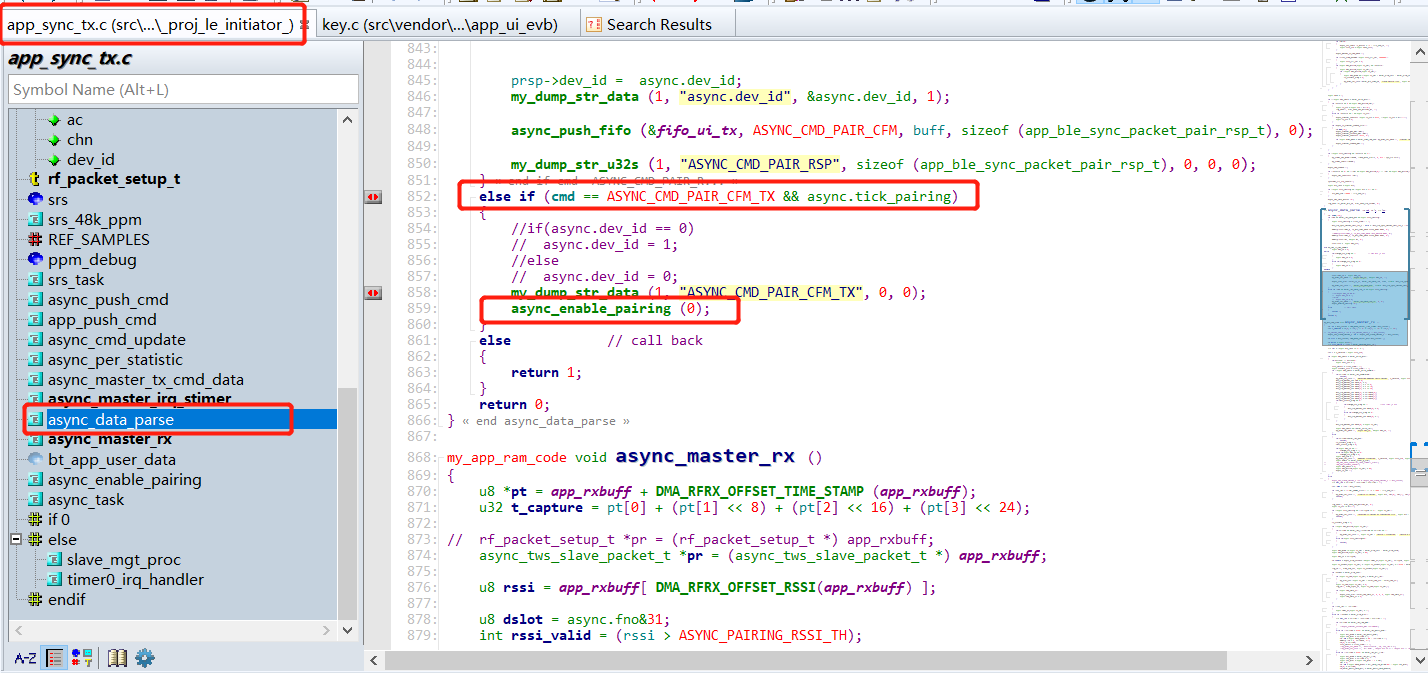 app_sync_tx.c (src\...\_proj_le_initiator_)
key.c (src\vendor\...\app_ui_evb)
Search Results
app_sync_tx.c
Symbol Name (Alt+L)
ac
chn
dev_id
rf_packet_setup_t
srs
srs_48k_ppm
REF_SAMPLES
ppm_debug
srs_task
async_push_cmd
app_push_cmd
async_cmd_update
async_per_statistic
async_master_tx_cmd_data
async_master_irq_stimer
async_data_parse
async_master_rx
bt_app_user_data
async_enable_pairing
async_task
if 0
else
slave_mgt_proc
timer0_irq_handler
endif
A-Z
843:
844:
845: prsp->dev_id = async.dev_id;
846: my_dump_str_data (1, "async.dev_id", &async.dev_id, 1);
847:
848: async_push_fifo (&fifo_ui_tx, ASYNC_CMD_PAIR_CFM, buff, sizeof (app_ble_sync_packet_pair_rsp_t), 0);
849:
850: my_dump_str_u32s (1, "ASYNC_CMD_PAIR_RSP", sizeof (app_ble_sync_packet_pair_rsp_t), 0, 0, 0);
851: } « end if cmd==ASYNC_CMD_PAIR_R... »
852: else if (cmd == ASYNC_CMD_PAIR_CFM_TX && async.tick_pairing)
853: {
854: //if(async.dev_id == 0)
855: // async.dev_id = 1;
856: //else
857: // async.dev_id = 0;
858: my_dump_str_data (1, "ASYNC_CMD_PAIR_CFM_TX", 0, 0);
859: async_enable_pairing (0);
860: }
861: else // call back
862: {
863: return 1;
864: }
865: return 0;
866: } « end async_data_parse »
867:
868: my_app_ram_code void async_master_rx ()
869: {
870: u8 *pt = app_rxbuff + DMA_RFRX_OFFSET_TIME_STAMP (app_rxbuff);
871: u32 t_capture = pt[0] + (pt[1] << 8) + (pt[2] << 16) + (pt[3] << 24);
872:
873: // rf_packet_setup_t *pr = (rf_packet_setup_t *) app_rxbuff;
874: async_tws_slave_packet_t *pr = (async_tws_slave_packet_t *) app_rxbuff;
875:
876: u8 rssi = app_rxbuff[ DMA_RFRX_OFFSET_RSSI(app_rxbuff) ];
877:
878: u8 dslot = async.fno&31;
879: int rssi_valid = (rssi > ASYNC_PAIRING_RSSI_TH);